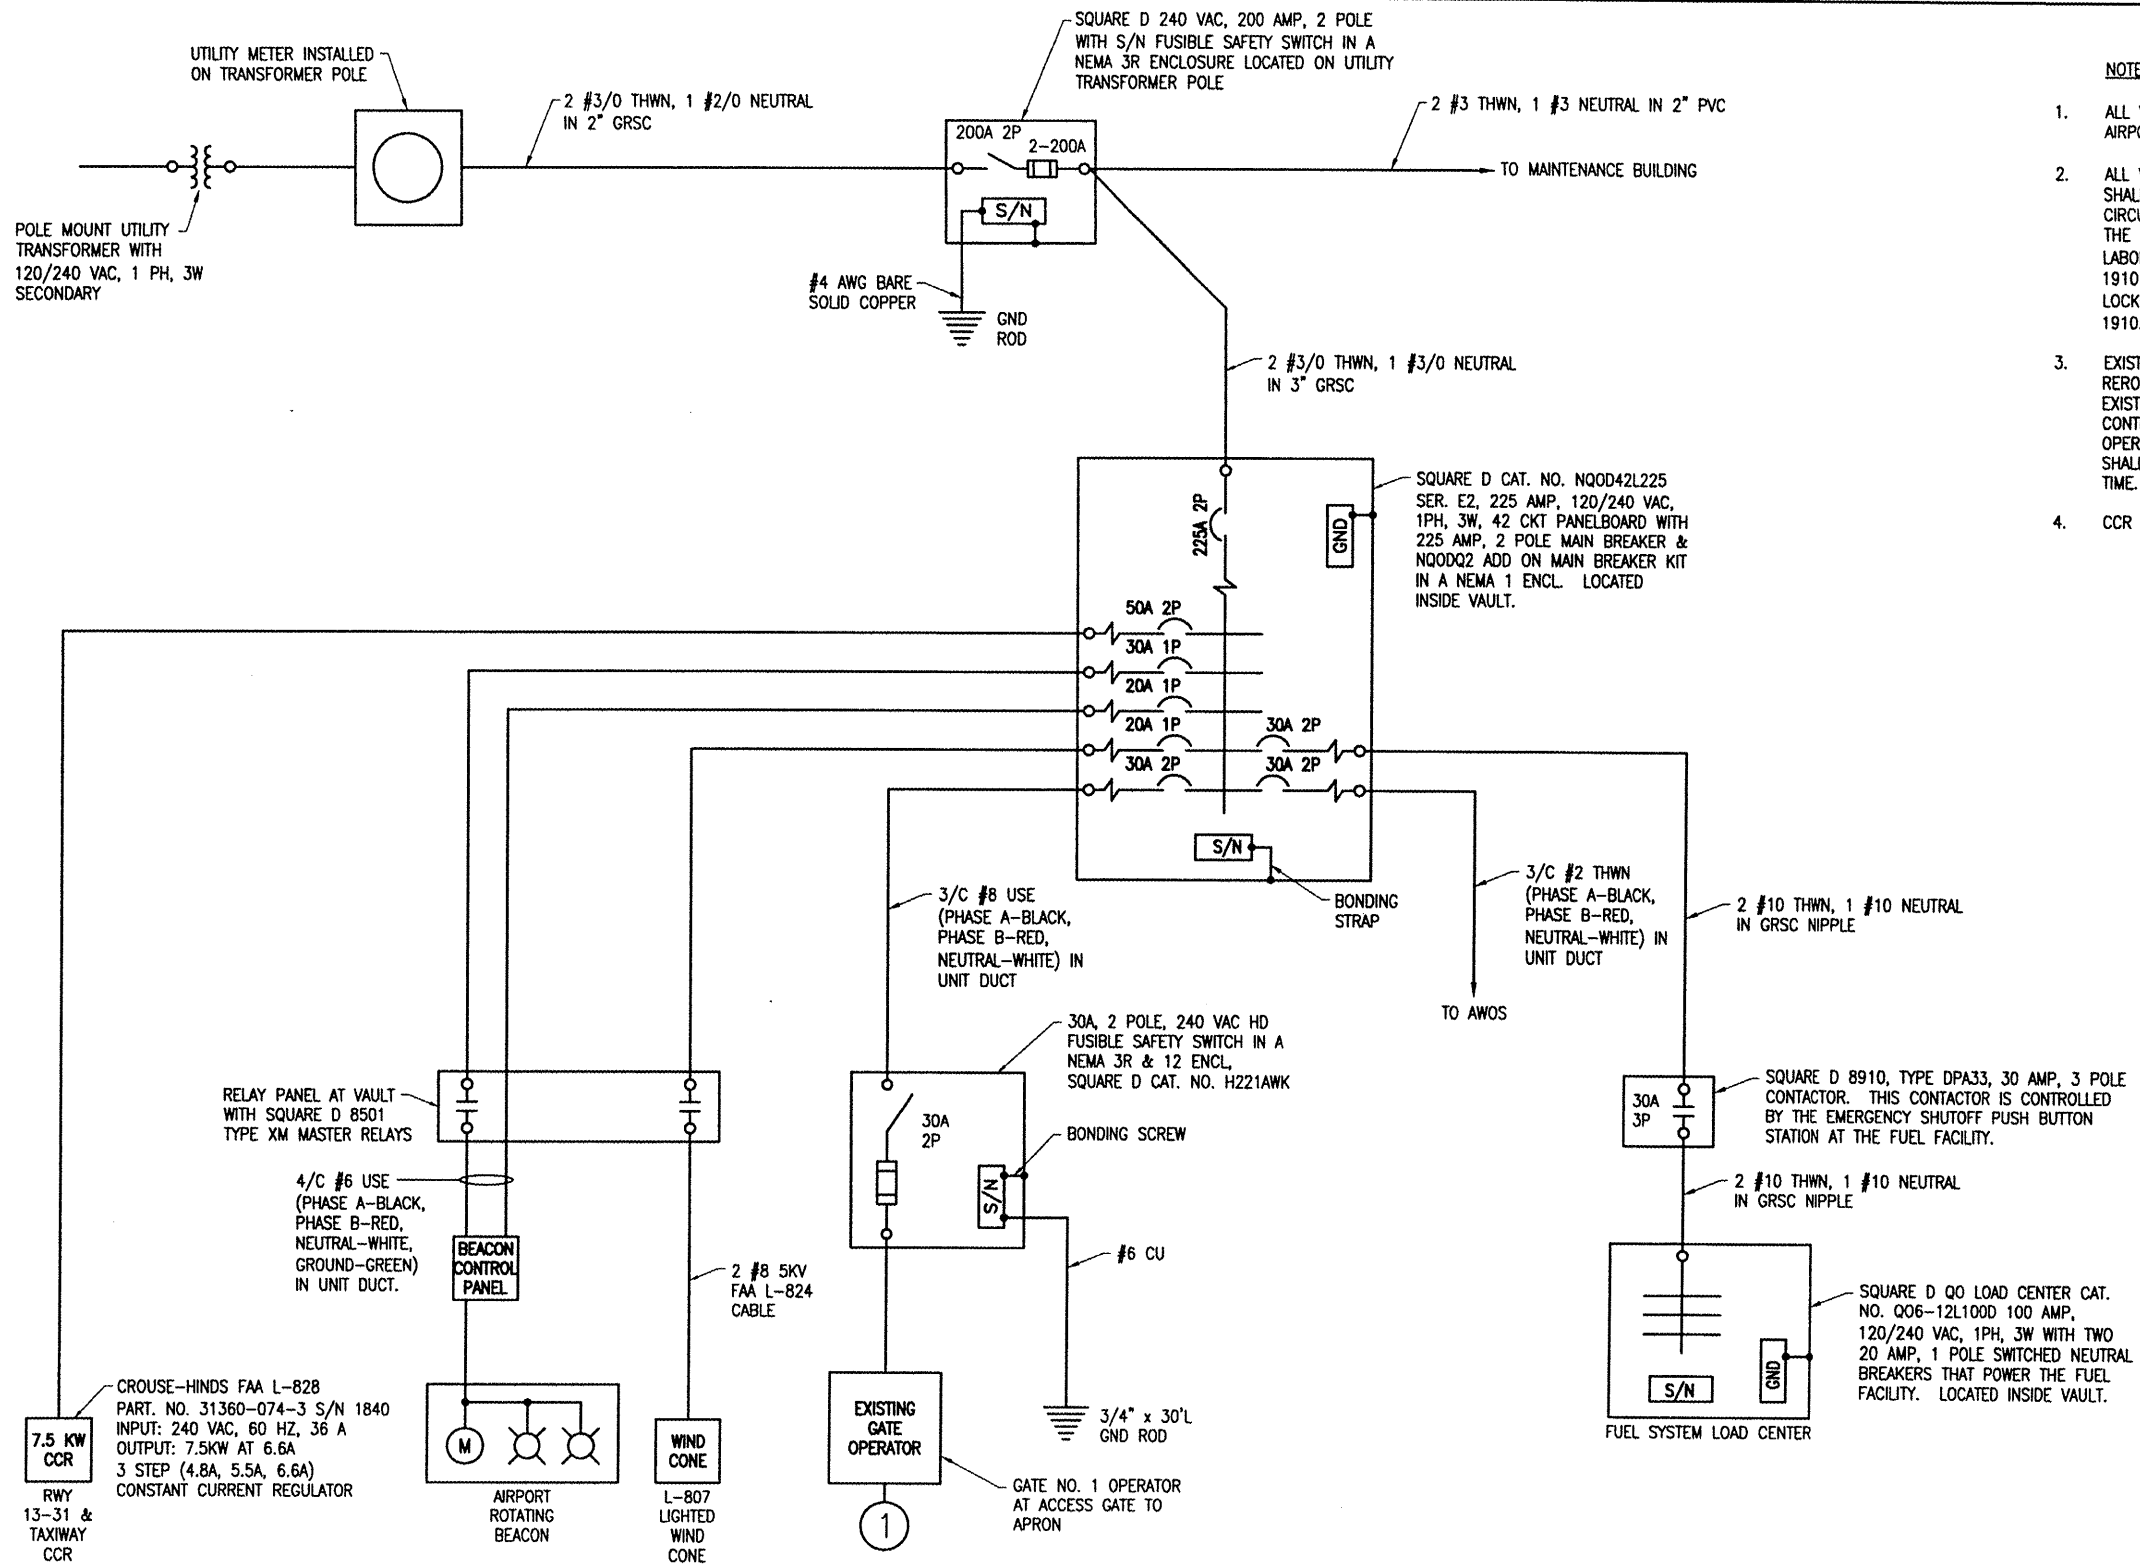 SQUARE D 240 VAC, 200 AMP, 2 POLE
WITH S/N FUSIBLE SAFETY SWITCH IN A
NEMA 3R ENCLOSURE LOCATED ON UTILITY
TRANSFORMER POLE
UTILITY METER INSTALLED
ON TRANSFORMER POLE
2 #3/0 THWN, 1 #2/0 NEUTRAL
IN 2" GRSC
200A 2P
2-200A
S/N
2 #3 THWN, 1 #3 NEUTRAL IN 2" PVC
TO MAINTENANCE BUILDING
POLE MOUNT UTILITY
TRANSFORMER WITH
120/240 VAC, 1 PH, 3W
SECONDARY
#4 AWG BARE
SOLID COPPER
GND
ROD
2 #3/0 THWN, 1 #3/0 NEUTRAL
IN 3" GRSC
NOTE
1. ALL
AIRPO
2. ALL
SHAL
CIRCU
THE
LABO
1910
LOCK
1910.
3. EXIST
RERO
EXIST
CONT
OPER
SHALL
TIME.
4. CCR
SQUARE D CAT. NO. NQOD42L225
SER. E2, 225 AMP, 120/240 VAC,
1PH, 3W, 42 CKT PANELBOARD WITH
225 AMP, 2 POLE MAIN BREAKER &
NQODQ2 ADD ON MAIN BREAKER KIT
IN A NEMA 1 ENCL. LOCATED
INSIDE VAULT.
225A 2P
GND
50A 2P
30A 1P
20A 1P
20A 1P
30A 2P
30A 2P
30A 2P
S/N
BONDING
STRAP
3/C #8 USE
(PHASE A-BLACK,
PHASE B-RED,
NEUTRAL-WHITE) IN
UNIT DUCT
3/C #2 THWN
(PHASE A-BLACK,
PHASE B-RED,
NEUTRAL-WHITE) IN
UNIT DUCT
TO AWOS
2 #10 THWN, 1 #10 NEUTRAL
IN GRSC NIPPLE
30A, 2 POLE, 240 VAC HD
FUSIBLE SAFETY SWITCH IN A
NEMA 3R & 12 ENCL,
SQUARE D CAT. NO. H221AWK
RELAY PANEL AT VAULT
WITH SQUARE D 8501
TYPE XM MASTER RELAYS
30A
2P
S/N
BONDING SCREW
#6 CU
30A
3P
SQUARE D 8910, TYPE DPA33, 30 AMP, 3 POLE
CONTACTOR. THIS CONTACTOR IS CONTROLLED
BY THE EMERGENCY SHUTOFF PUSH BUTTON
STATION AT THE FUEL FACILITY.
2 #10 THWN, 1 #10 NEUTRAL
IN GRSC NIPPLE
4/C #6 USE
(PHASE A-BLACK,
PHASE B-RED,
NEUTRAL-WHITE,
GROUND-GREEN)
IN UNIT DUCT.
BEACON
CONTROL
PANEL
2 #8 5KV
FAA L-824
CABLE
SQUARE D QO LOAD CENTER CAT.
NO. QO6-12L100D 100 AMP,
120/240 VAC, 1PH, 3W WITH TWO
20 AMP, 1 POLE SWITCHED NEUTRAL
BREAKERS THAT POWER THE FUEL
FACILITY. LOCATED INSIDE VAULT.
S/N
GND
FUEL SYSTEM LOAD CENTER
CROUSE-HINDS FAA L-828
PART. NO. 31360-074-3 S/N 1840
INPUT: 240 VAC, 60 HZ, 36 A
OUTPUT: 7.5KW AT 6.6A
3 STEP (4.8A, 5.5A, 6.6A)
CONSTANT CURRENT REGULATOR
7.5 KW
CCR
RWY
13-31 &
TAXIWAY
CCR
M
AIRPORT
ROTATING
BEACON
WIND
CONE
L-807
LIGHTED
WIND
CONE
EXISTING
GATE
OPERATOR
1
3/4" x 30'L
GND ROD
GATE NO. 1 OPERATOR
AT ACCESS GATE TO
APRON